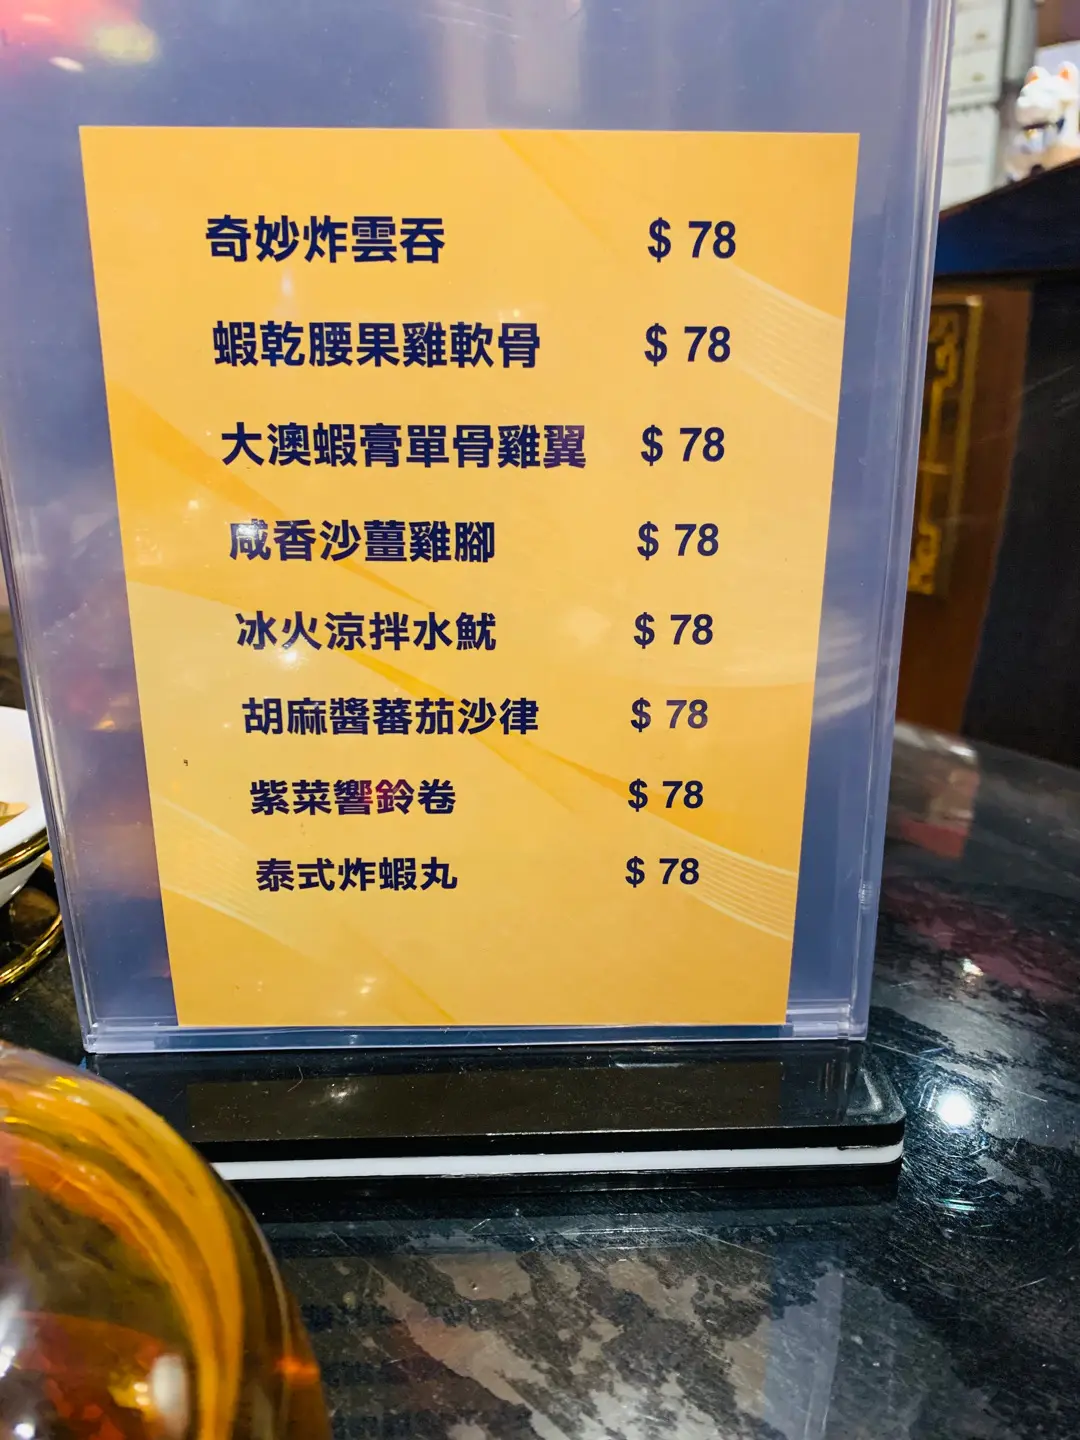 奇妙炸雲吞 $ 78
蝦乾腰果雞軟骨 $ 78
大澳蝦膏單骨雞翼 $ 78
咸香沙薑雞腳 $ 78
冰火涼拌水魷 $ 78
胡麻醬蕃茄沙律 $ 78
紫菜響鈴卷 $ 78
泰式炸蝦丸 $ 78